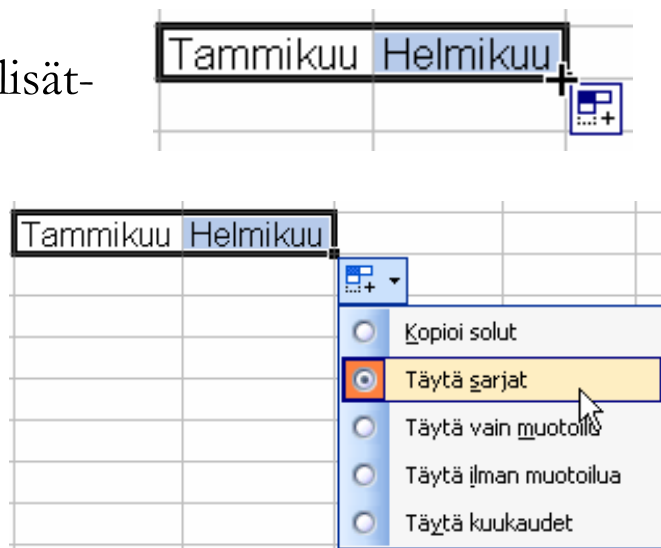 lisät-
Tammikuu Helmikuu
Tammikuu Helmikuu
Kopioi solut
Täytä sarjat
Täytä vain muotoilu
Täytä ilman muotoilua
Täytä kuukaudet